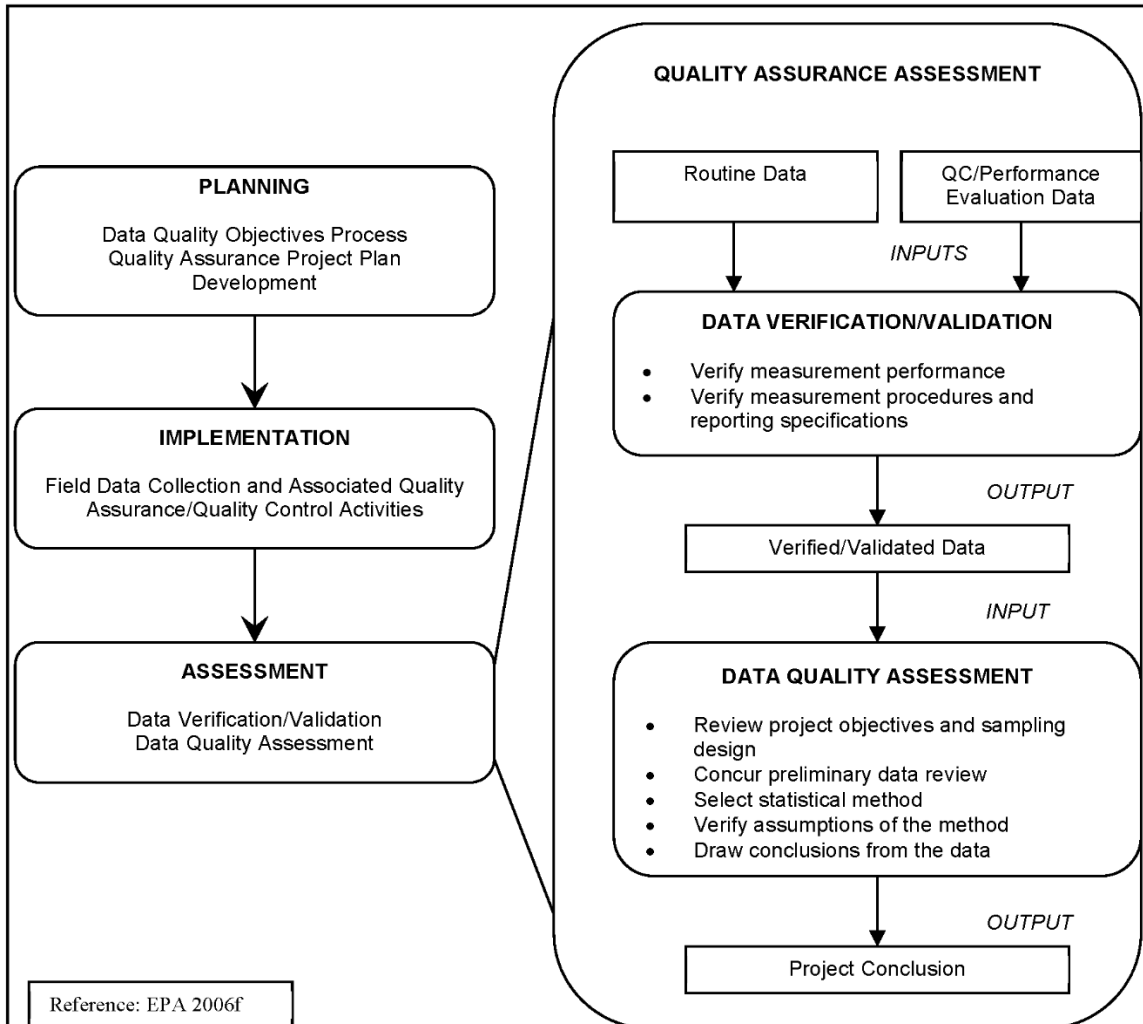 PLANNING
Data Quality Objectives Process
Quality Assurance Project Plan
Development
IMPLEMENTATION
Field Data Collection and Associated Quality
Assurance/Quality Control Activities
ASSESSMENT
Data Verification/Validation
Data Quality Assessment
Reference: EPA 2006f
QUALITY ASSURANCE ASSESSMENT
Routine Data
QC/Performance
Evaluation Data
INPUTS
DATA VERIFICATION/VALIDATION
• Verify measurement performance
• Verify measurement procedures and
reporting specifications
OUTPUT
Verified/Validated Data
INPUT
DATA QUALITY ASSESSMENT
• Review project objectives and sampling
design
• Concur preliminary data review
• Select statistical method
• Verify assumptions of the method
• Draw conclusions from the data
OUTPUT
Project Conclusion